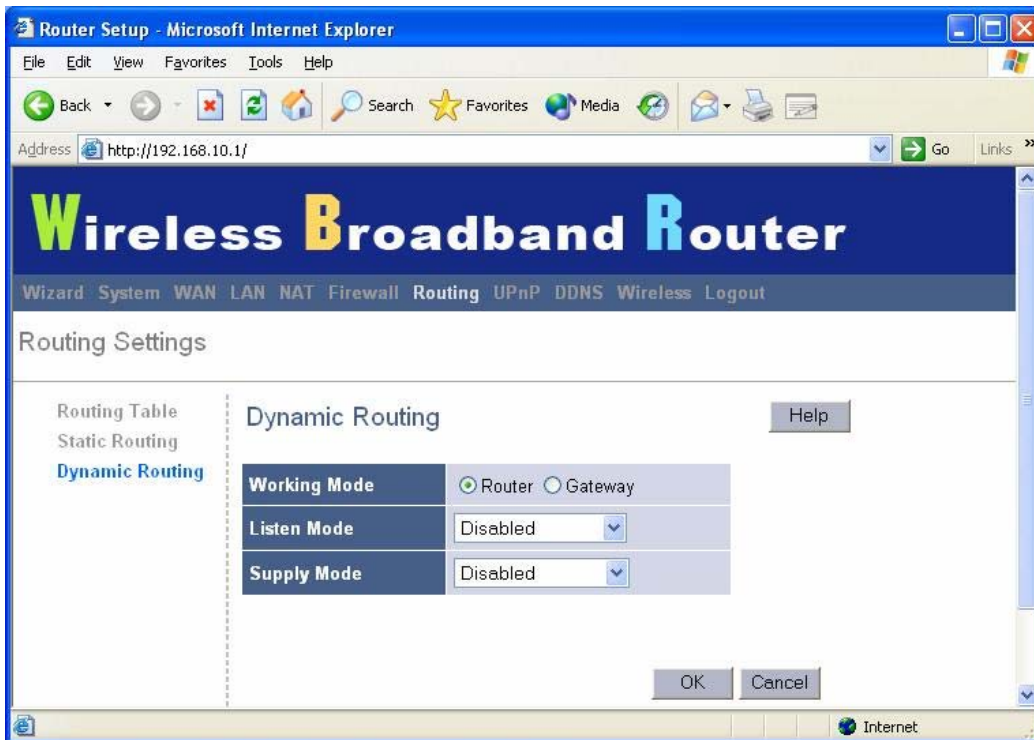 Router Setup - Microsoft Internet Explorer
File Edit View Favorites Tools Help
Back Search Favorites Media
Address http://192.168.10.1/ Go Links »
Wireless Broadband Router
Wizard System WAN LAN NAT Firewall Routing UPnP DDNS Wireless Logout
Routing Settings
Routing Table
Static Routing
Dynamic Routing
Dynamic Routing Help
Working Mode Router Gateway
Listen Mode Disabled
Supply Mode Disabled
OK Cancel
Internet